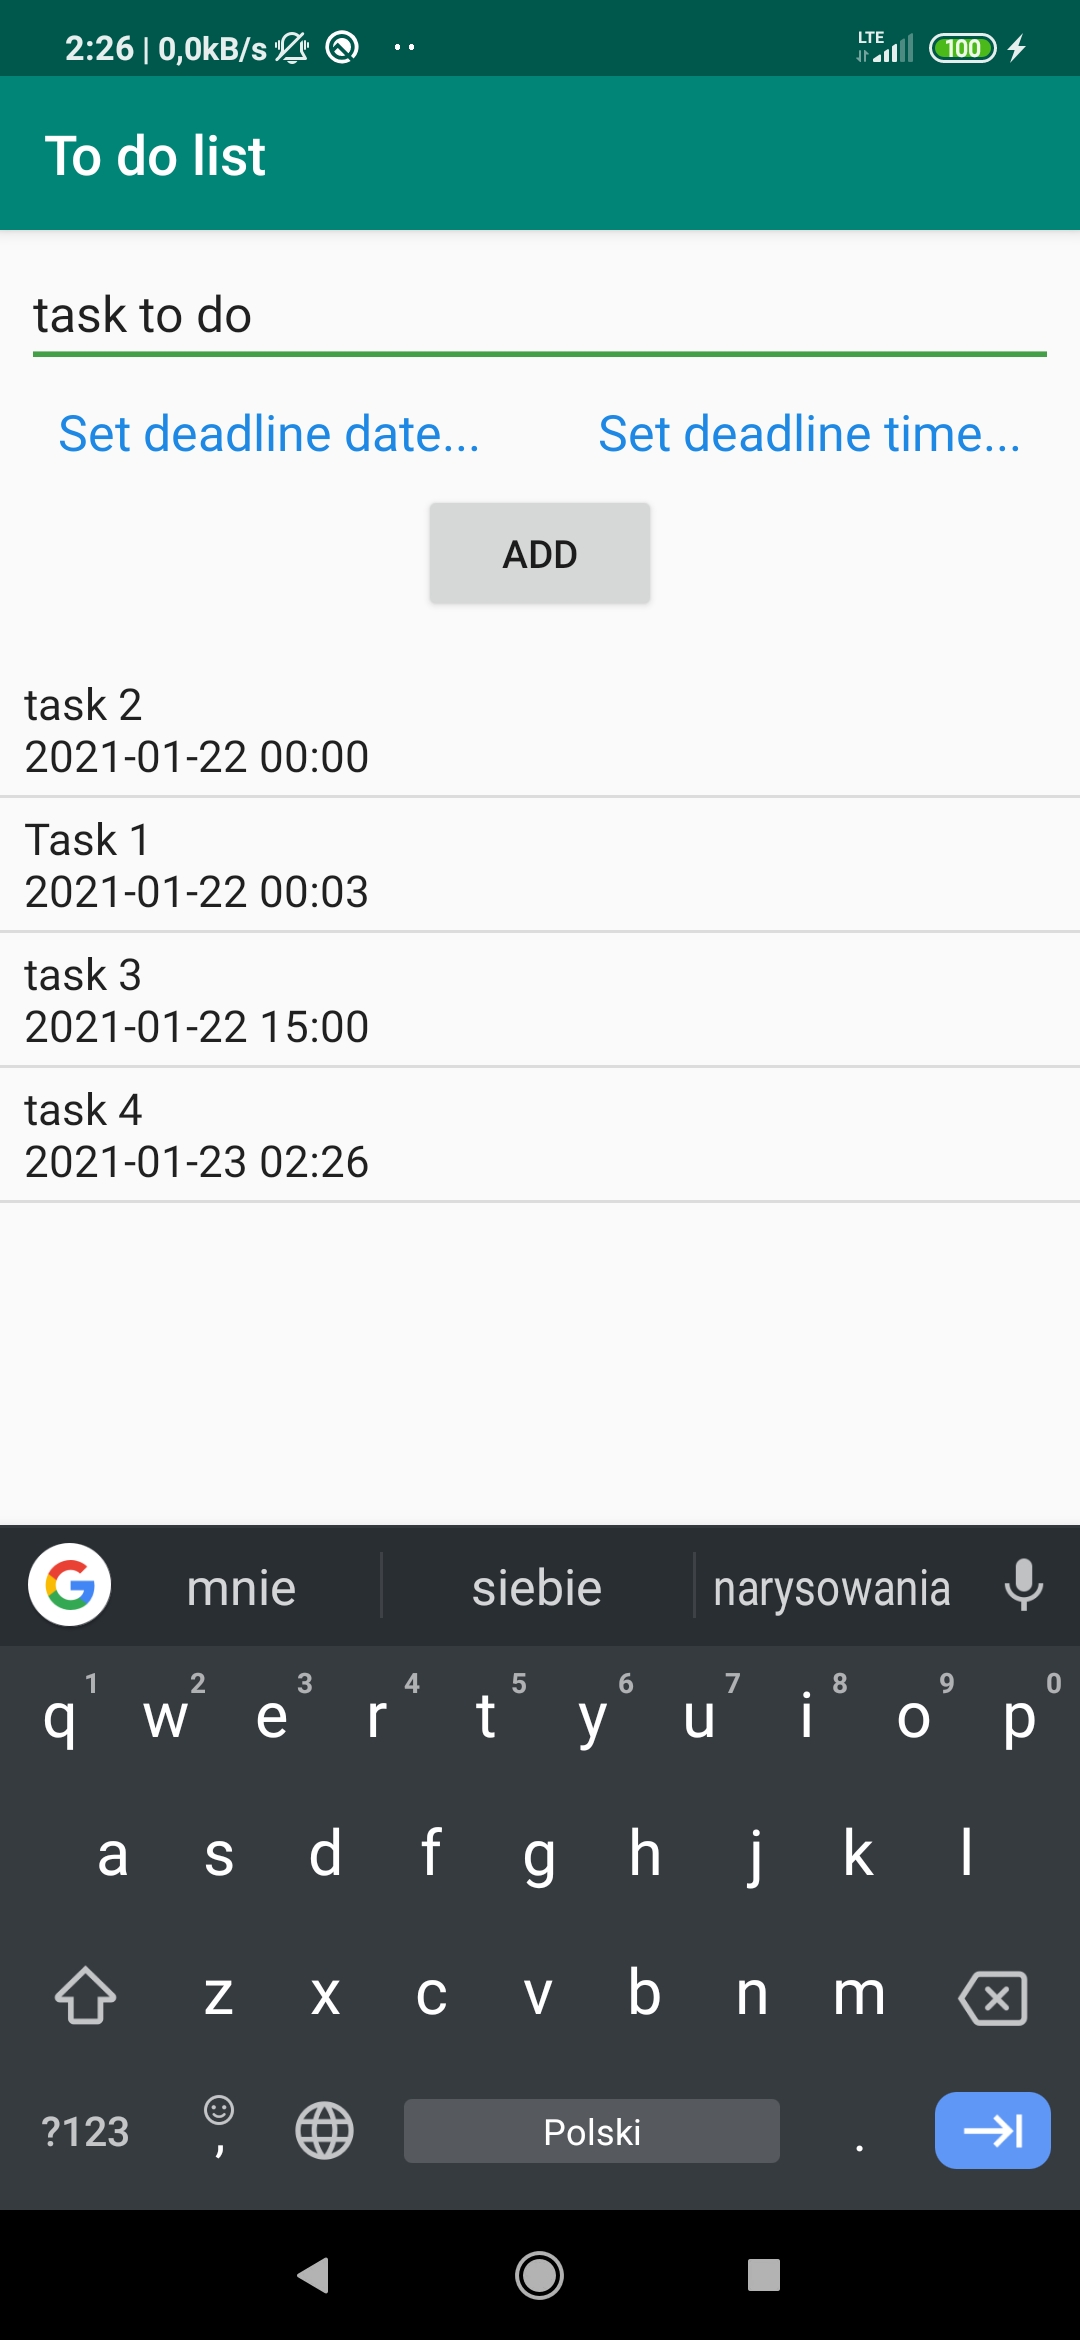 2:26 | 0,0kB/s LTE 100
To do list
task to do
Set deadline date... Set deadline time...
ADD
task 2
2021-01-22 00:00
Task 1
2021-01-22 00:03
task 3
2021-01-22 15:00
task 4
2021-01-23 02:26
G mnie siebie narysowania
1 2 3 4 5 6 7 8 9 0
q w e r t y u i o p
a s d f g h j k l
z x c v b n m
?123 , Polski .